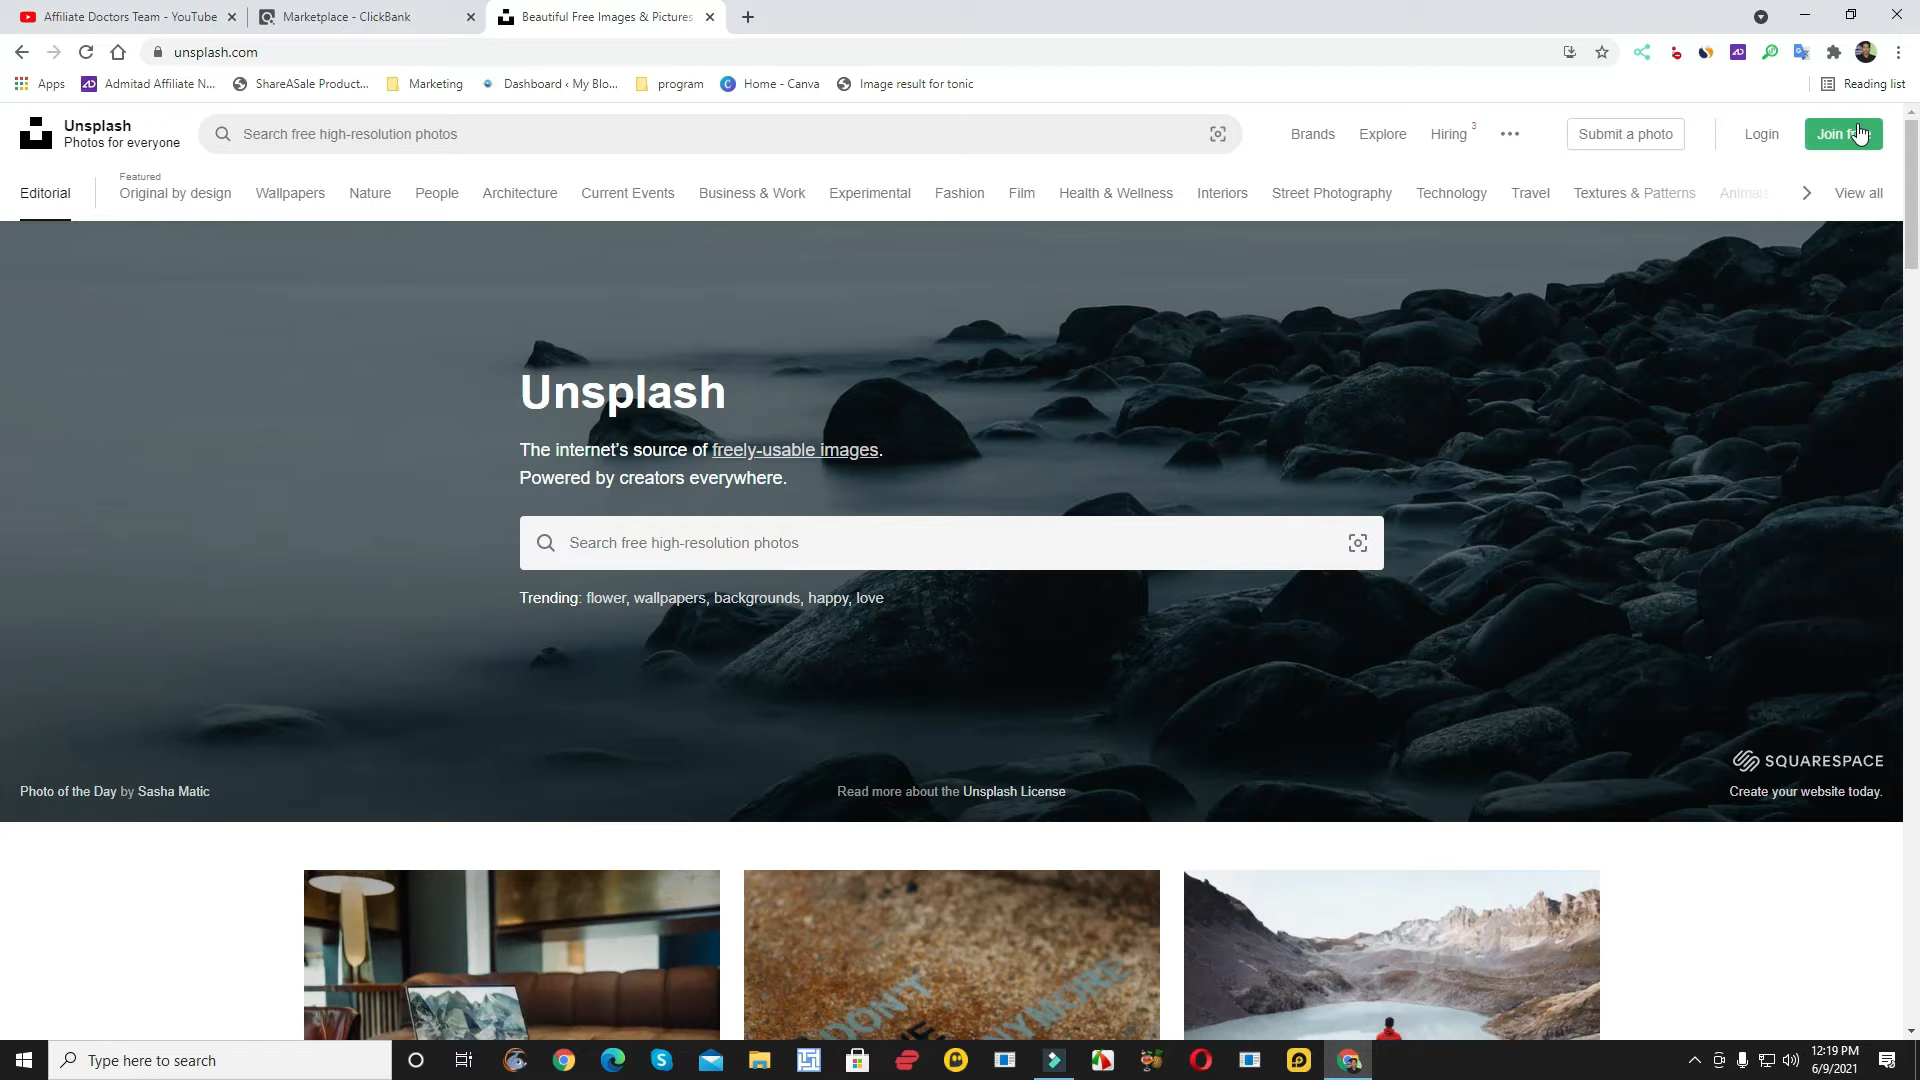 Affiliate Doctors Team - YouTube
Marketplace - ClickBank
Beautiful Free Images & Pictures
unsplash.com
Apps
Admitad Affiliate N...
ShareASale Product...
Marketing
Dashboard ‹ My Blo...
program
Home - Canva
Image result for tonic
Reading list
Unsplash
Photos for everyone
Search free high-resolution photos
Brands
Explore
Hiring 3
Submit a photo
Login
Join
Editorial
Featured
Original by design
Wallpapers
Nature
People
Architecture
Current Events
Business & Work
Experimental
Fashion
Film
Health & Wellness
Interiors
Street Photography
Technology
Travel
Textures & Patterns
Animals
View all
Unsplash
The internet's source of freely-usable images.
Powered by creators everywhere.
Search free high-resolution photos
Trending: flower, wallpapers, backgrounds, happy, love
SQUARESPACE
Photo of the Day by Sasha Matic
Read more about the Unsplash License
Create your website today.
DON'T
Type here to search
12:19 PM
6/9/2021